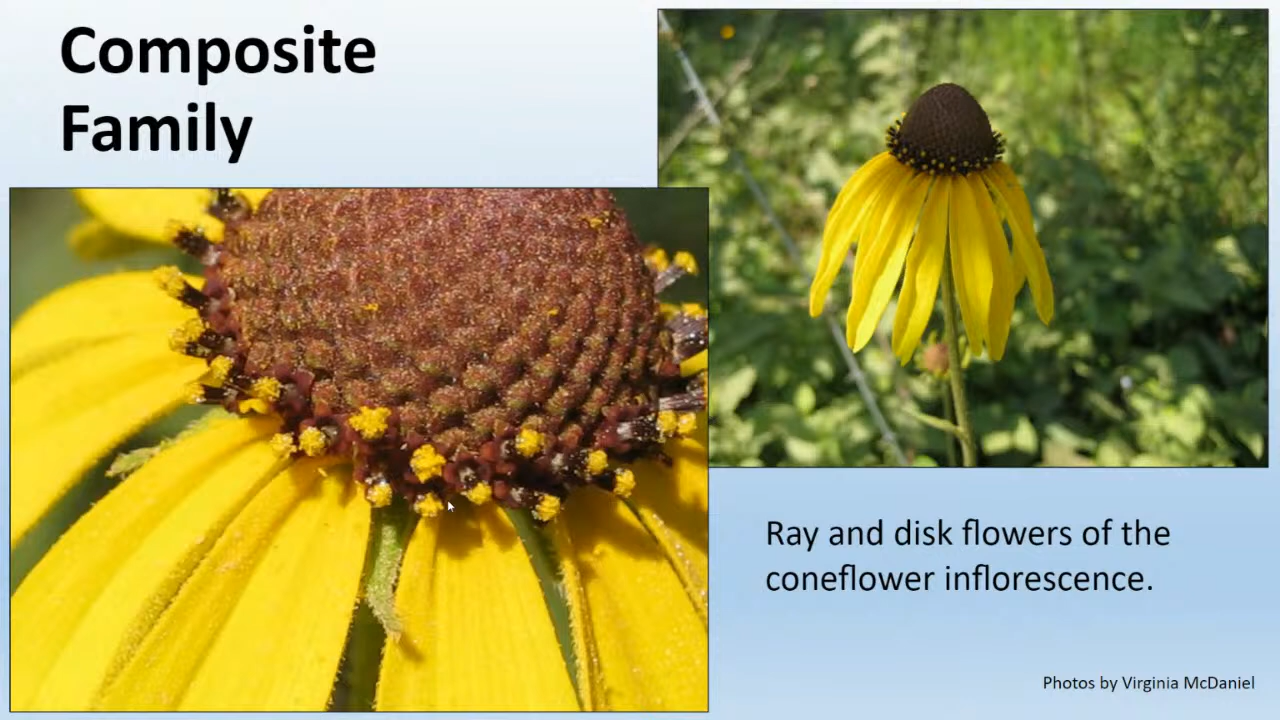 Composite
Family
Ray and disk flowers of the
coneflower inflorescence.
Photos by Virginia McDaniel